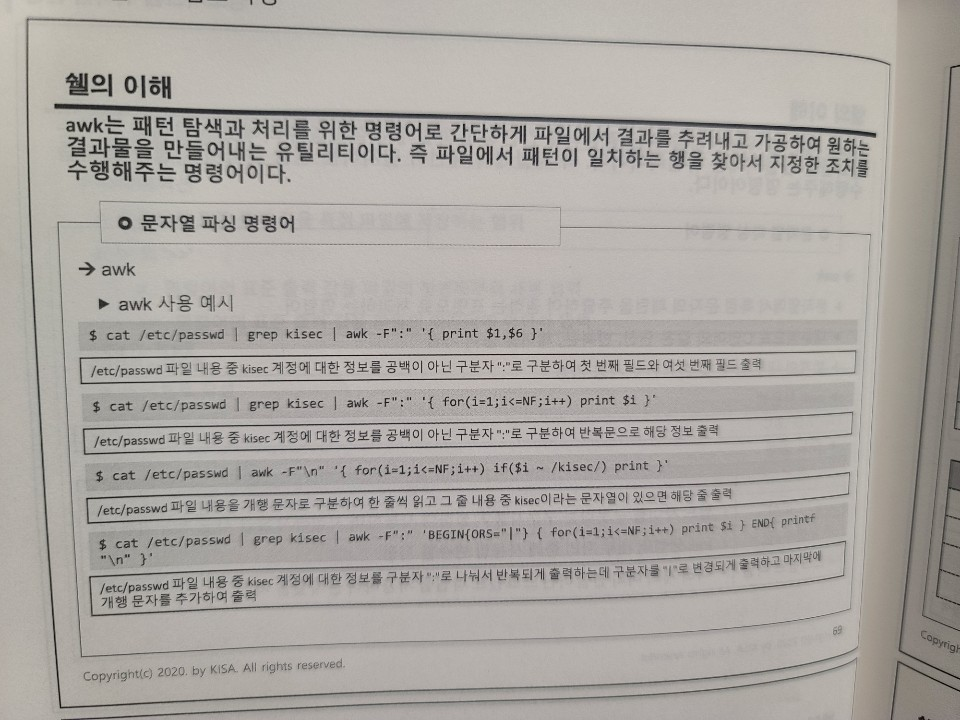 쉘의 이해
awk는 패턴 탐색과 처리를 위한 명령어로 간단하게 파일에서 결과를 추려내고 가공하여 원하는
결과물을 만들어내는 유틸리티이다. 즉 파일에서 패턴이 일치하는 행을 찾아서 지정한 조치를
수행해주는 명령어이다.
문자열 파싱 명령어
→ awk
▶ awk 사용 예시
$ cat /etc/passwd | grep kisec | awk -F":" '{ print $1,$6 }'
/etc/passwd 파일 내용 중 kisec 계정에 대한 정보를 공백이 아닌 구분자 ":"로 구분하여 첫 번째 필드와 여섯 번째 필드 출력
$ cat /etc/passwd | grep kisec | awk -F":" '{ for(i=1;i<=NF;i++) print $i }'
/etc/passwd 파일 내용 중 kisec 계정에 대한 정보를 공백이 아닌 구분자 ":"로 구분하여 반복문으로 해당 정보 출력
$ cat /etc/passwd | awk -F"\n" '{ for(i=1;i<=NF;i++) if($i ~ /kisec/) print }'
/etc/passwd 파일 내용을 개행 문자로 구분하여 한 줄씩 읽고 그 줄 내용 중 kisec이라는 문자열이 있으면 해당 줄 출력
$ cat /etc/passwd | grep kisec | awk -F":" 'BEGIN{ORS="|"} { for(i=1;i<=NF;i++) print $i } END{ printf
"\n" }'
/etc/passwd 파일 내용 중 kisec 계정에 대한 정보를 구분자 ":"로 나눠서 반복되게 출력하는데 구분자를 "|"로 변경되게 출력하고 마지막에
개행 문자를 추가하여 출력
69
Copyright(c) 2020. by KISA. All rights reserved.